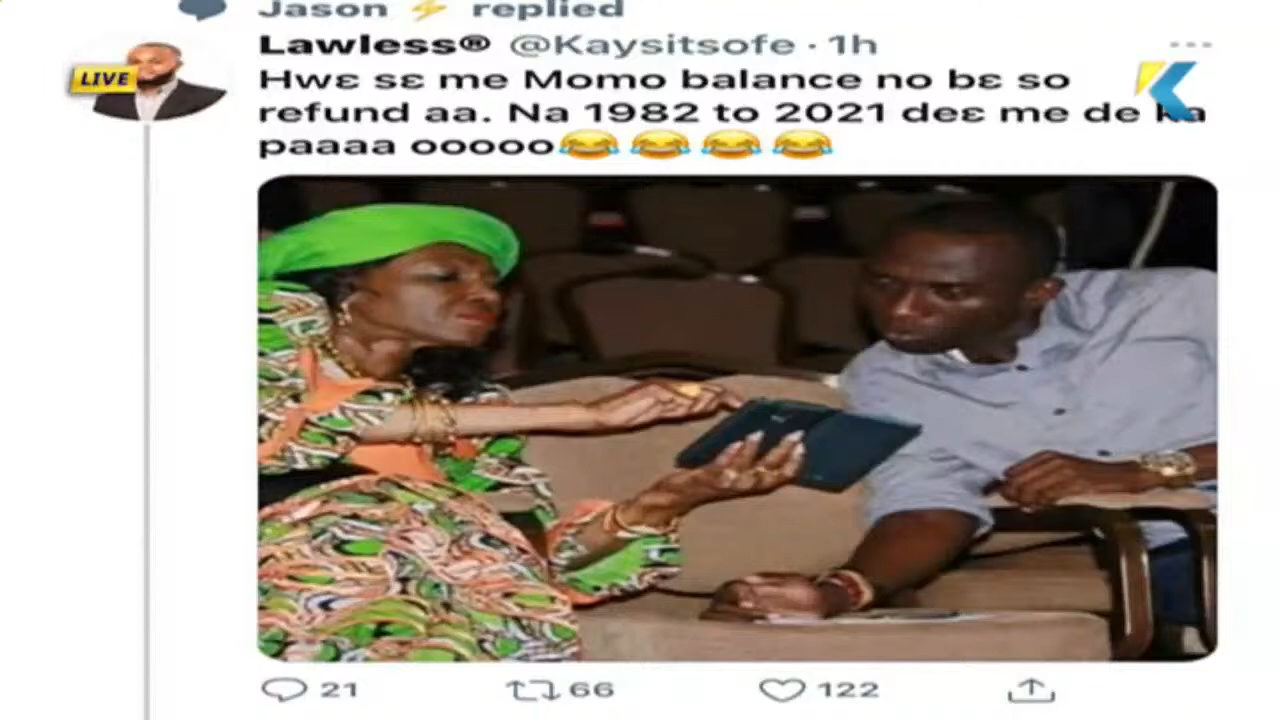 Jason ⚡ replied
Lawless® @Kaysitsofe · 1h
LIVE
Hwɛ sɛ me Momo balance no bɛ so
refund aa. Na 1982 to 2021 deɛ me de ka
paaaa ooooo😂😂😂😂
21 66 122